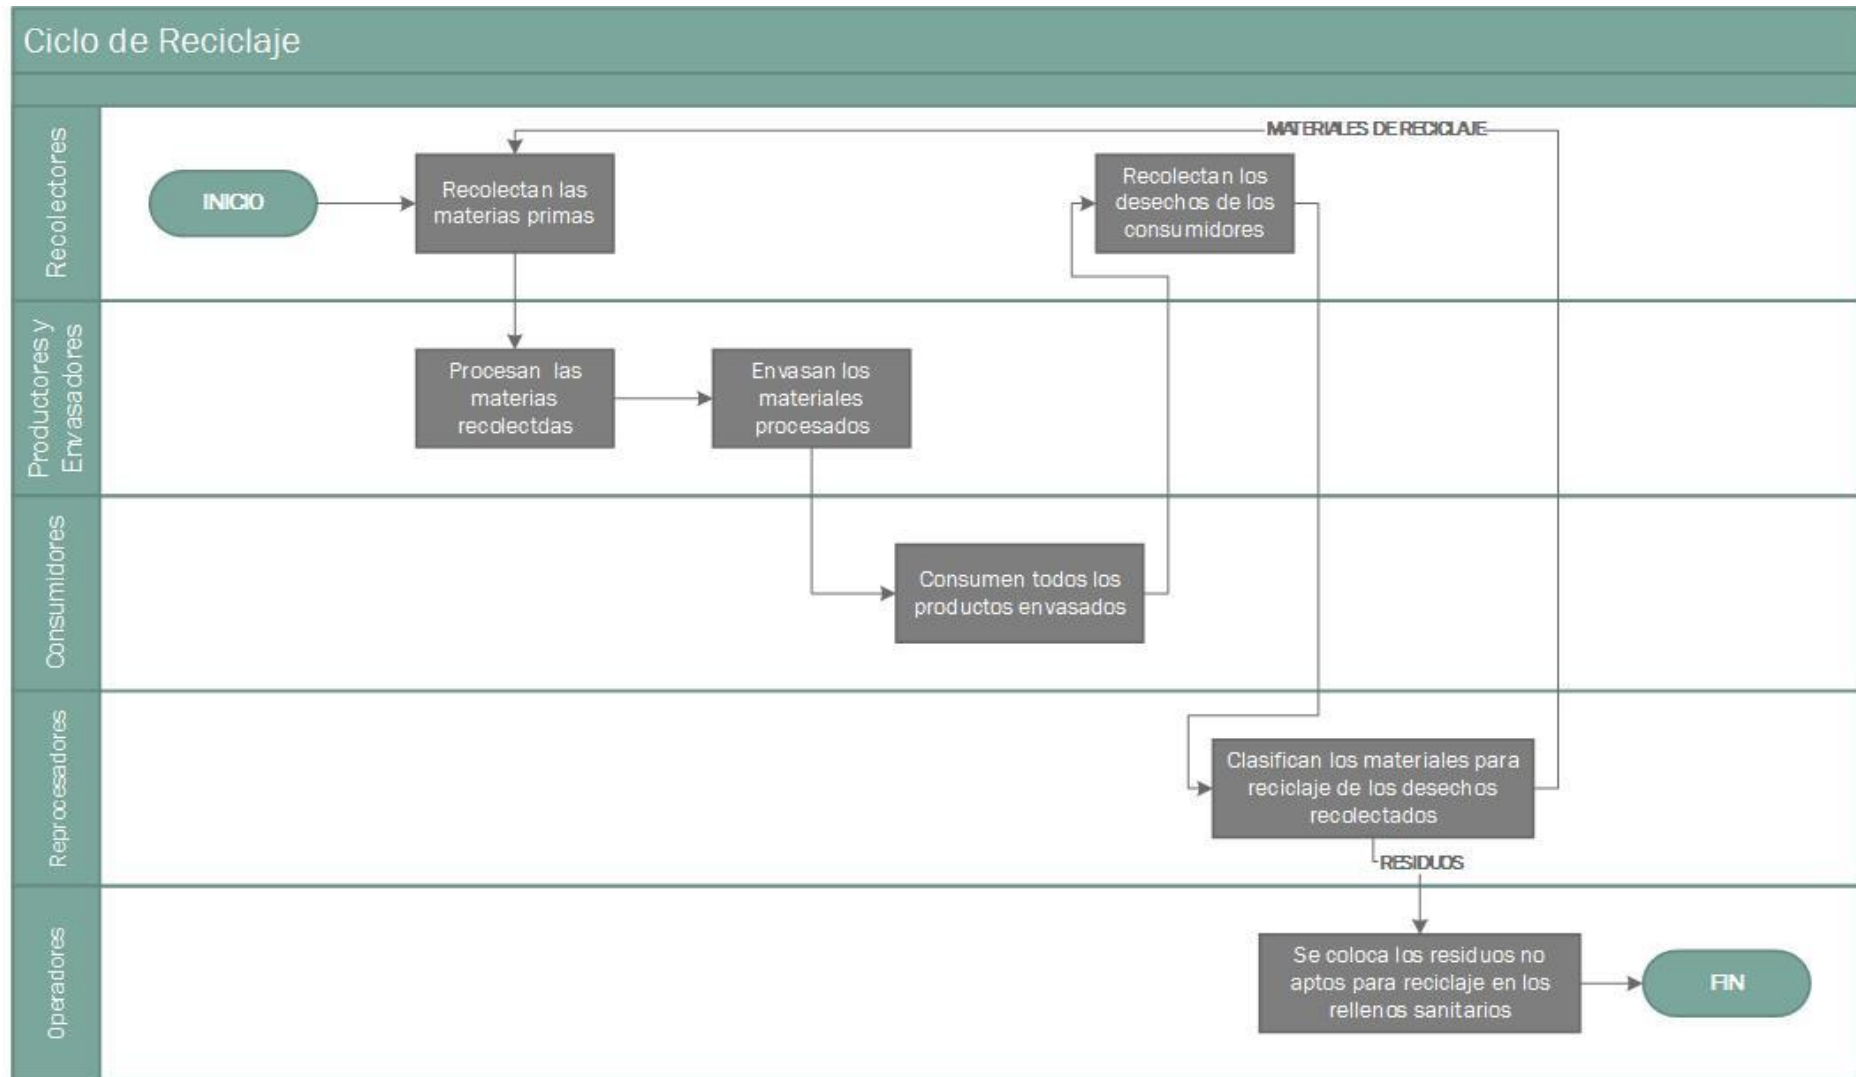 Ciclo de Reciclaje
Recolectores
INICIO
Recolectan las
materias primas
Recolectan los
desechos de los
consumidores
MATERIALES DE RECICLAJE
Productores y
Envasadores
Procesan las
materias
recolectdas
Envasan los
materiales
procesados
Consumidores
Consumen todos los
productos envasados
Reprocesadores
Clasifican los materiales para
reciclaje de los desechos
recolectados
RESIDUOS
Operadores
Se coloca los residuos no
aptos para reciclaje en los
rellenos sanitarios
FIN